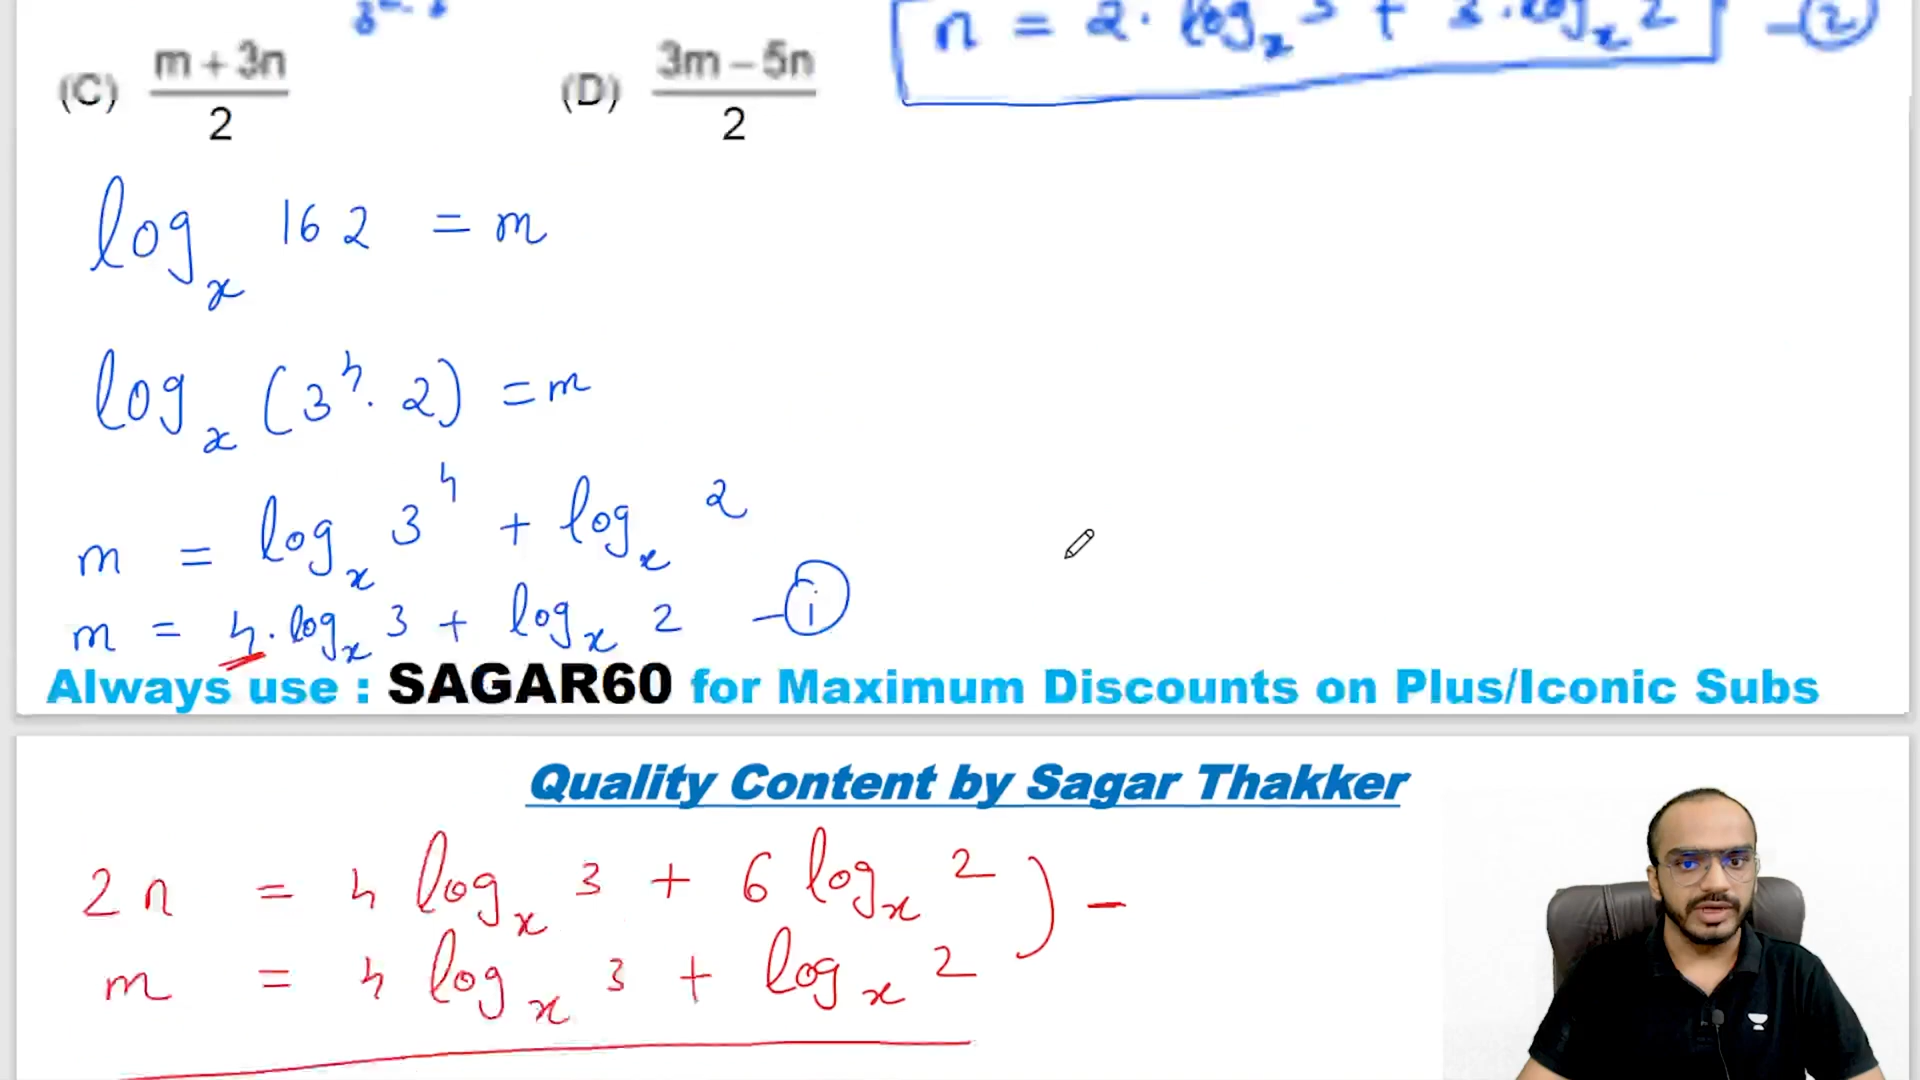 n = 2 · log_x 3 + 3 · log_x 2 - (2)
(C) (m + 3n)/2 (D) (3m – 5n)/2
log_x 162 = m
log_x (3^4 · 2) = m
m = log_x 3^4 + log_x 2
m = 4 · log_x 3 + log_x 2 - (1)
Always use : SAGAR60 for Maximum Discounts on Plus/Iconic Subs
Quality Content by Sagar Thakker
2n = 4 log_x 3 + 6 log_x 2 ) -
m = 4 log_x 3 + log_x 2